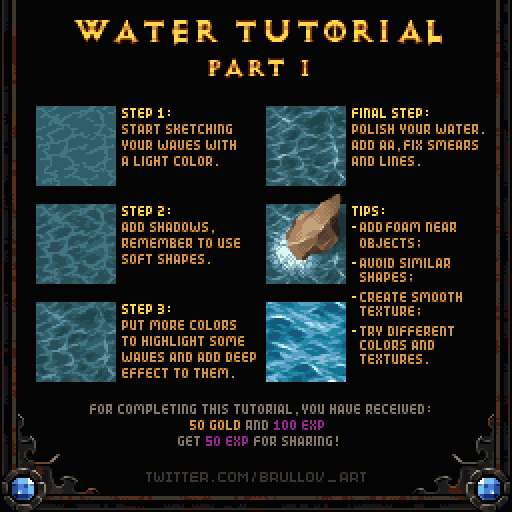 WATER TUTORIAL
PART I
STEP 1:
START SKETCHING
YOUR WAVES WITH
A LIGHT COLOR.
STEP 2:
ADD SHADOWS,
REMEMBER TO USE
SOFT SHAPES.
STEP 3:
PUT MORE COLORS
TO HIGHLIGHT SOME
WAVES AND ADD DEEP
EFFECT TO THEM.
FINAL STEP:
POLISH YOUR WATER.
ADD AA, FIX SMEARS
AND LINES.
TIPS:
- ADD FOAM NEAR
OBJECTS;
- AVOID SIMILAR
SHAPES;
- CREATE SMOOTH
TEXTURE;
- TRY DIFFERENT
COLORS AND
TEXTURES.
FOR COMPLETING THIS TUTORIAL, YOU HAVE RECEIVED:
50 GOLD AND 100 EXP
GET 50 EXP FOR SHARING!
TWITTER.COM/BRULLOV_ART